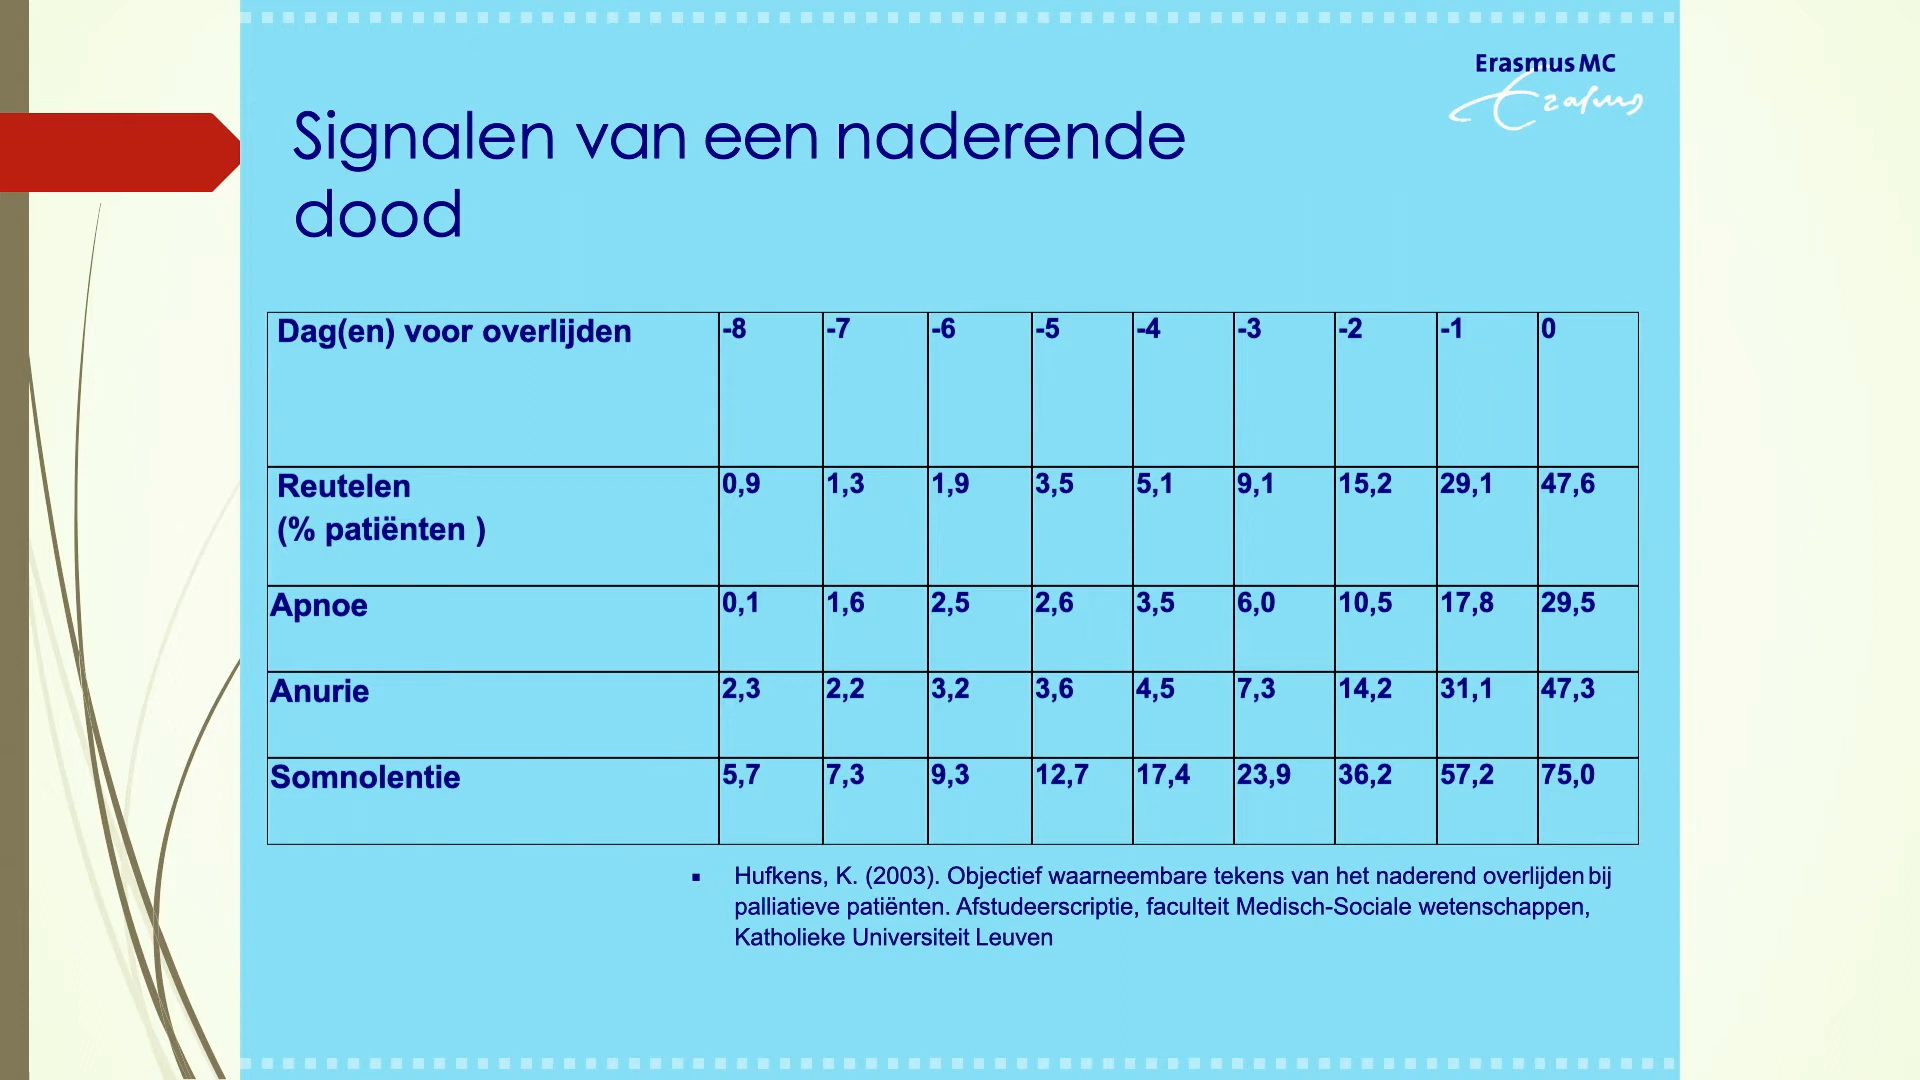 Erasmus MC
Erasmus
Signalen van een naderende
dood
Dag(en) voor overlijden -8 -7 -6 -5 -4 -3 -2 -1 0
Reutelen 0,9 1,3 1,9 3,5 5,1 9,1 15,2 29,1 47,6
(% patiënten )
Apnoe 0,1 1,6 2,5 2,6 3,5 6,0 10,5 17,8 29,5
Anurie 2,3 2,2 3,2 3,6 4,5 7,3 14,2 31,1 47,3
Somnolentie 5,7 7,3 9,3 12,7 17,4 23,9 36,2 57,2 75,0
▪ Hufkens, K. (2003). Objectief waarneembare tekens van het naderend overlijden bij
palliatieve patiënten. Afstudeerscriptie, faculteit Medisch-Sociale wetenschappen,
Katholieke Universiteit Leuven